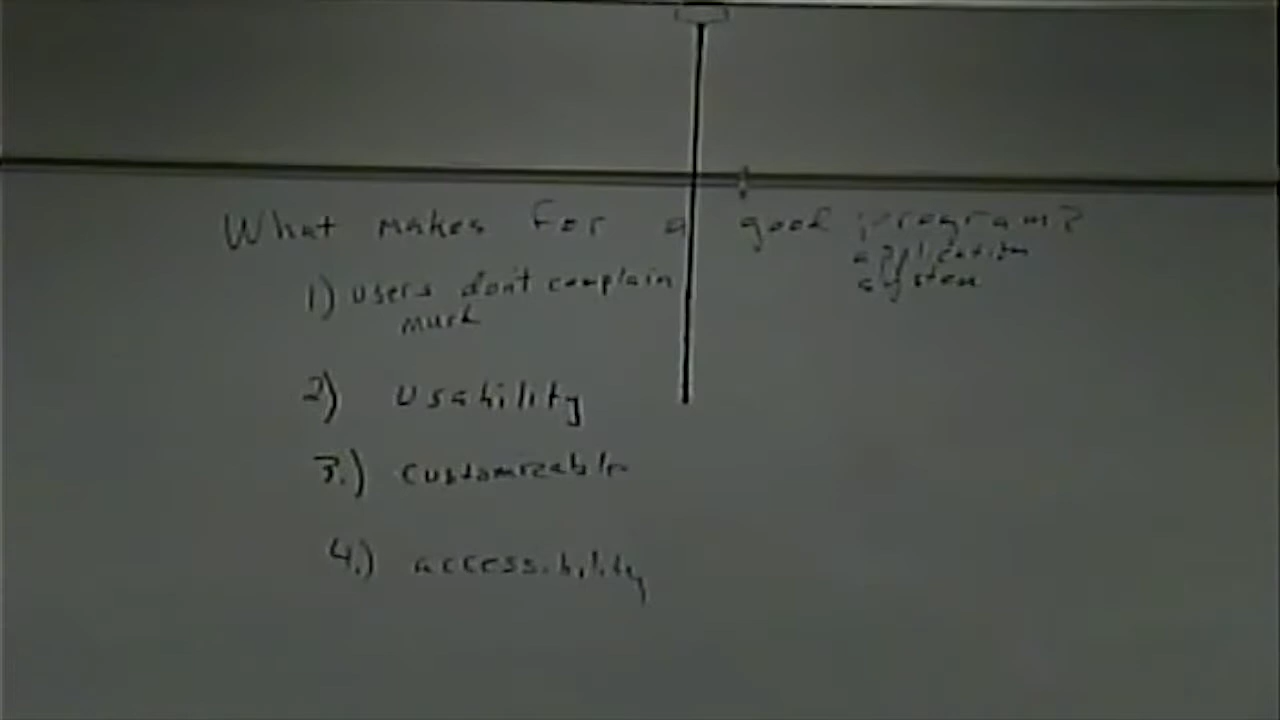 What makes for a good program?
application
system
1) users don't complain
much
2) usability
3.) customizable
4.) accessibility